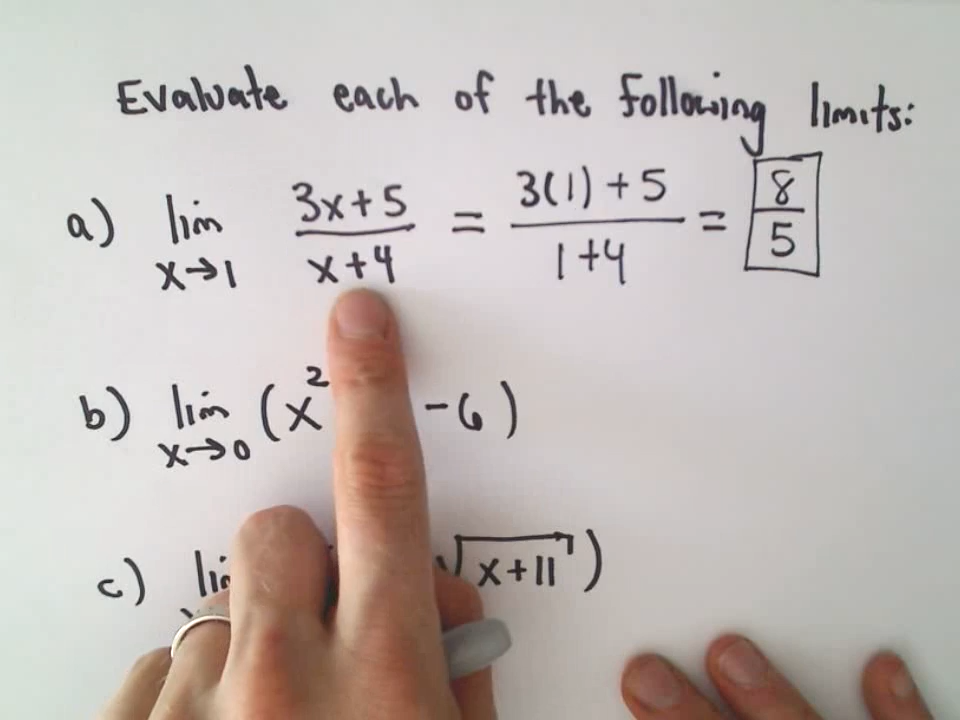 Evaluate each of the following limits:
a) lim x→1 (3x+5)/(x+4) = (3(1)+5)/(1+4) = 8/5
b) lim x→0 (x² -6)
c) √(x+11))